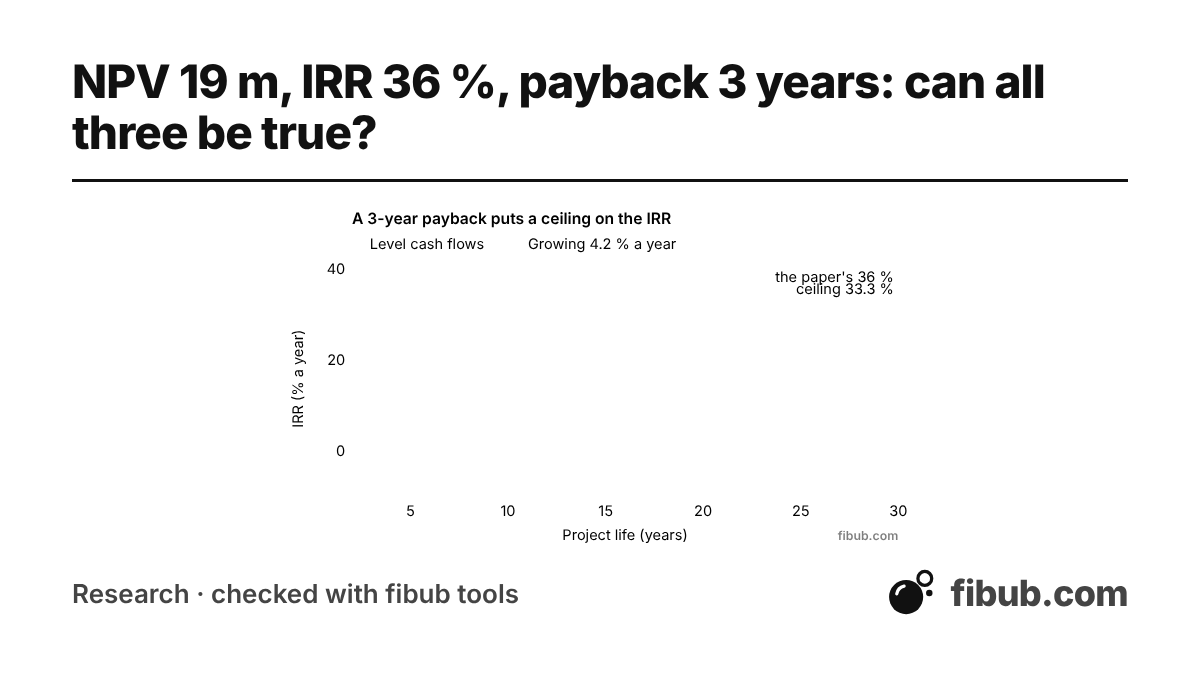 NPV 19 m, IRR 36 %, payback 3 years: can all
three be true?
A 3-year payback puts a ceiling on the IRR
Level cash flows
Growing 4.2 % a year
40
the paper's 36 %
ceiling 33.3 %
20
IRR (% a year)
0
5 10 15 20 25 30
Project life (years)
fibub.com
Research · checked with fibub tools
fibub.com